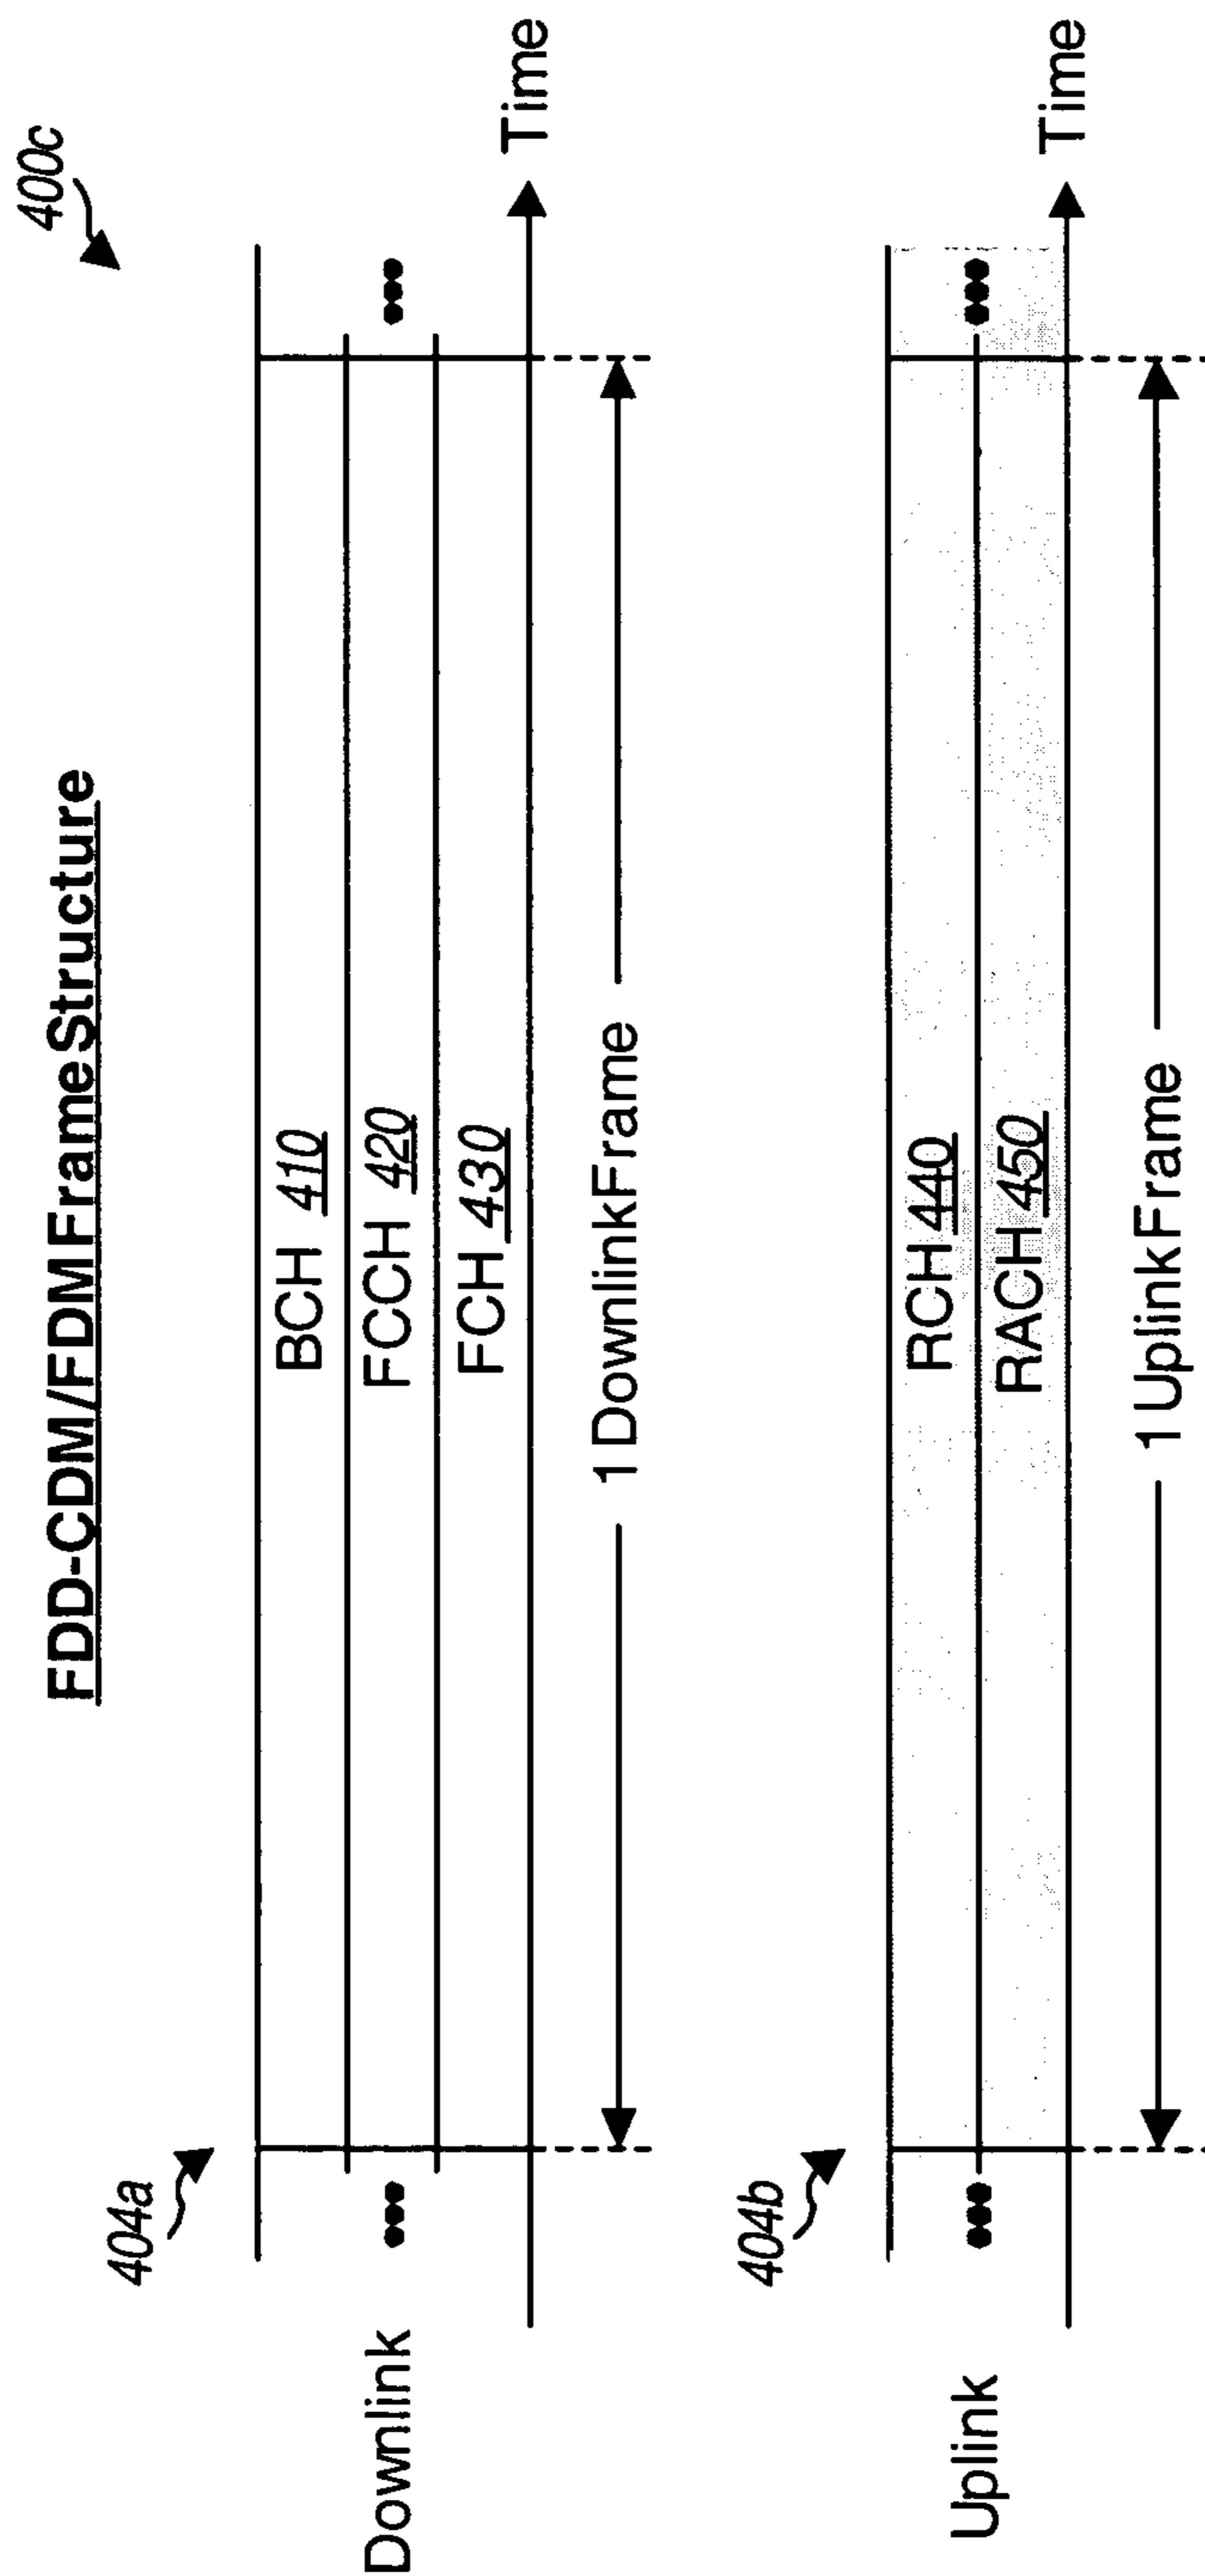 FDD-CDM/FDM Frame Structure
400c
404a
Downlink
BCH 410
FCCH 420
FCH 430
Time
1 Downlink Frame
404b
Uplink
RCH 440
RACH 450
Time
1 Uplink Frame